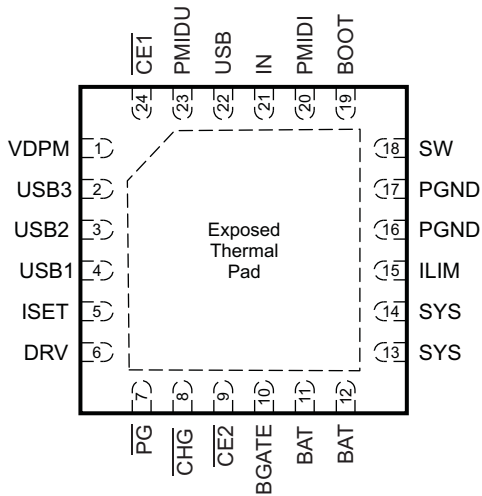 CE1 PMIDU USB IN PMIDI BOOT
24 23 22 21 20 19
VDPM 1 18 SW
USB3 2 17 PGND
USB2 3 16 PGND
USB1 4 15 ILIM
ISET 5 14 SYS
DRV 6 13 SYS
Exposed
Thermal
Pad
7 8 9 10 11 12
PG CHG CE2 BGATE BAT BAT